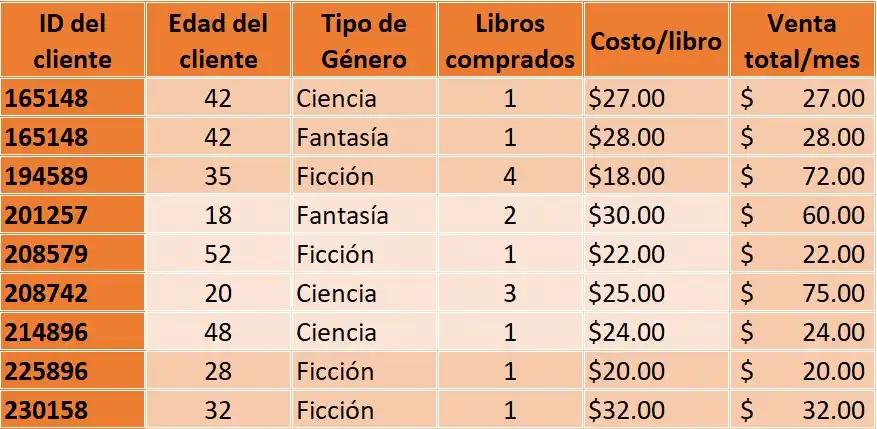 ID del cliente Edad del cliente Tipo de Género Libros comprados Costo/libro Venta total/mes
165148 42 Ciencia 1 $27.00 $ 27.00
165148 42 Fantasía 1 $28.00 $ 28.00
194589 35 Ficción 4 $18.00 $ 72.00
201257 18 Fantasía 2 $30.00 $ 60.00
208579 52 Ficción 1 $22.00 $ 22.00
208742 20 Ciencia 3 $25.00 $ 75.00
214896 48 Ciencia 1 $24.00 $ 24.00
225896 28 Ficción 1 $20.00 $ 20.00
230158 32 Ficción 1 $32.00 $ 32.00